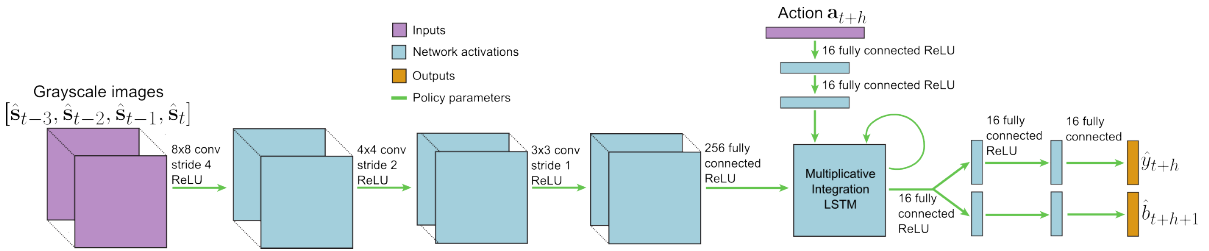 Inputs
Network activations
Outputs
Policy parameters
Grayscale images
[ŝ_{t−3}, ŝ_{t−2}, ŝ_{t−1}, ŝ_t]
8x8 conv
stride 4
ReLU
4x4 conv
stride 2
ReLU
3x3 conv
stride 1
ReLU
256 fully
connected
ReLU
Action a_{t+h}
16 fully connected ReLU
16 fully connected ReLU
Multiplicative
Integration
LSTM
16 fully
connected
ReLU
16 fully
connected
ReLU
16 fully
connected
ŷ_{t+h}
b̂_{t+h+1}